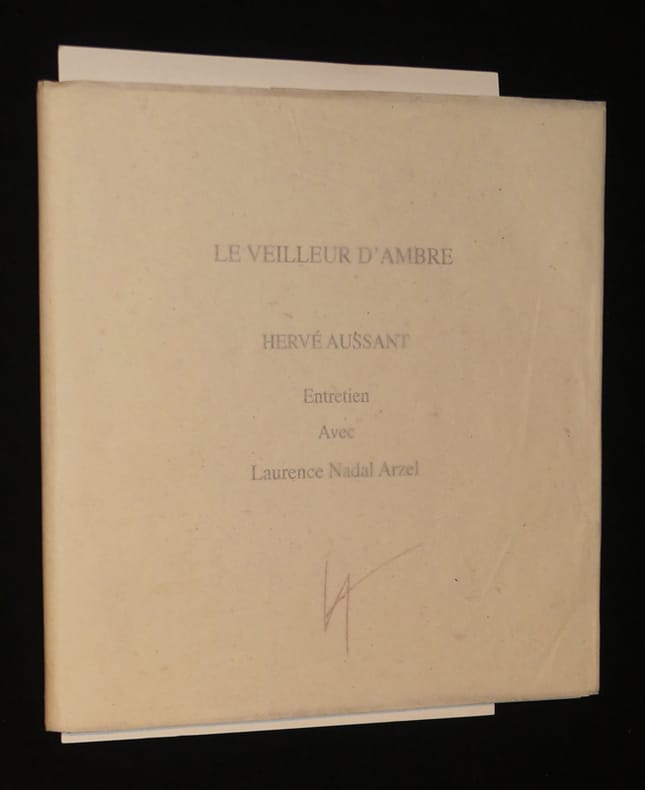 LE VEILLEUR D'AMBRE
HERVÉ AUSSANT
Entretien
Avec
Laurence Nadal Arzel